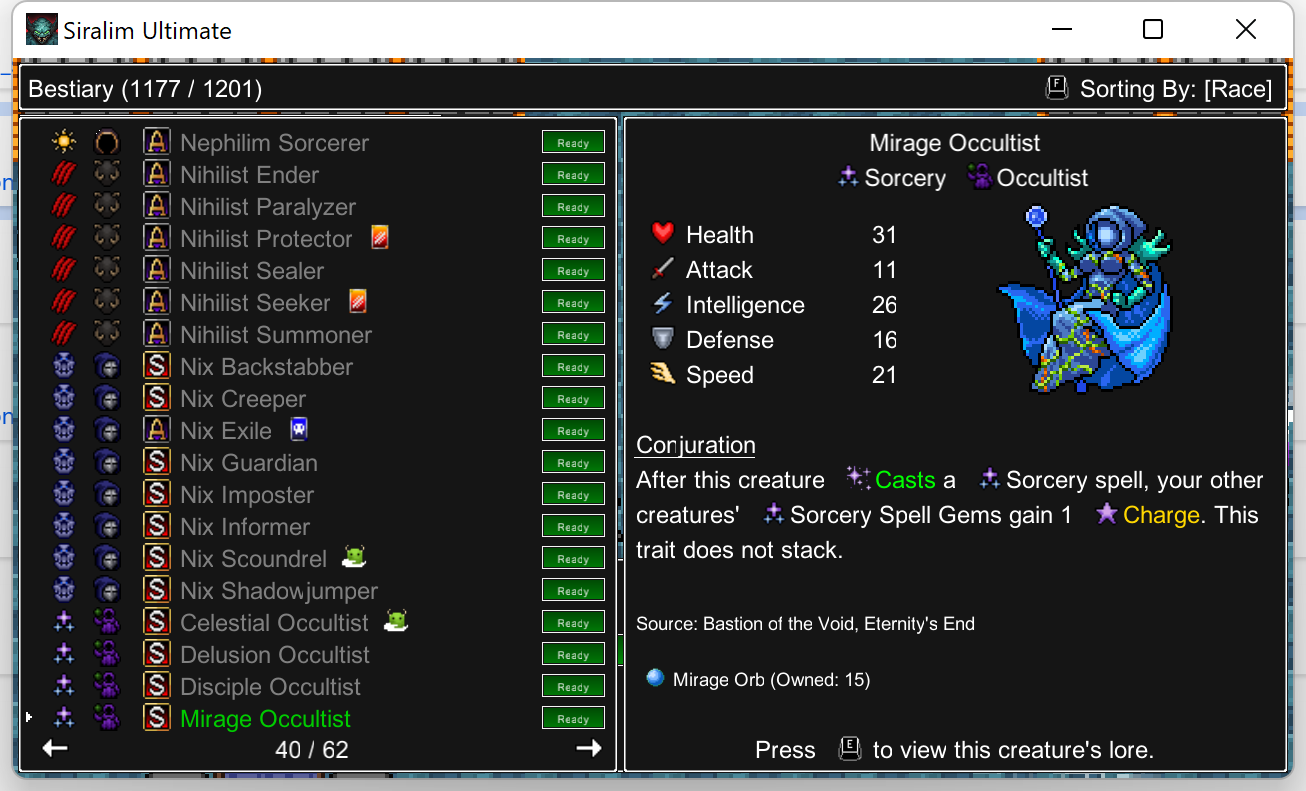 Siralim Ultimate
Bestiary (1177 / 1201)
F Sorting By: [Race]
A Nephilim Sorcerer Ready
A Nihilist Ender Ready
A Nihilist Paralyzer Ready
A Nihilist Protector Ready
A Nihilist Sealer Ready
A Nihilist Seeker Ready
A Nihilist Summoner Ready
S Nix Backstabber Ready
S Nix Creeper Ready
A Nix Exile Ready
S Nix Guardian Ready
S Nix Imposter Ready
S Nix Informer Ready
S Nix Scoundrel Ready
S Nix Shadowjumper Ready
S Celestial Occultist Ready
S Delusion Occultist Ready
S Disciple Occultist Ready
S Mirage Occultist Ready
40 / 62
Mirage Occultist
Sorcery Occultist
Health 31
Attack 11
Intelligence 26
Defense 16
Speed 21
Conjuration
After this creature Casts a Sorcery spell, your other
creatures' Sorcery Spell Gems gain 1 Charge. This
trait does not stack.
Source: Bastion of the Void, Eternity's End
Mirage Orb (Owned: 15)
Press E to view this creature's lore.